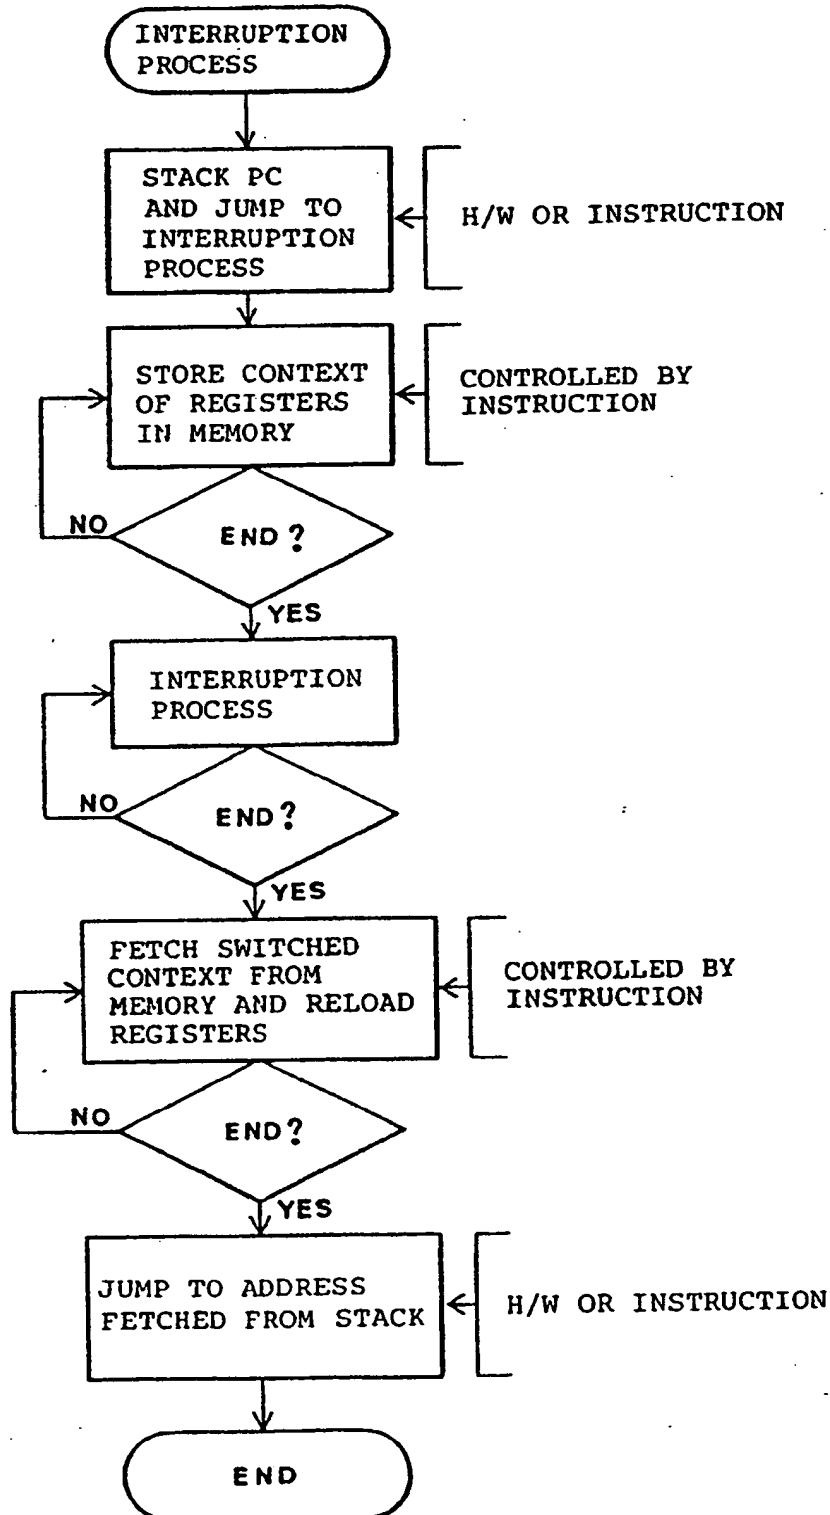 INTERRUPTION
PROCESS
STACK PC
AND JUMP TO
INTERRUPTION
PROCESS
H/W OR INSTRUCTION
STORE CONTEXT
OF REGISTERS
IN MEMORY
CONTROLLED BY
INSTRUCTION
NO
END?
YES
INTERRUPTION
PROCESS
NO
END?
YES
FETCH SWITCHED
CONTEXT FROM
MEMORY AND RELOAD
REGISTERS
CONTROLLED BY
INSTRUCTION
NO
END?
YES
JUMP TO ADDRESS
FETCHED FROM STACK
H/W OR INSTRUCTION
END